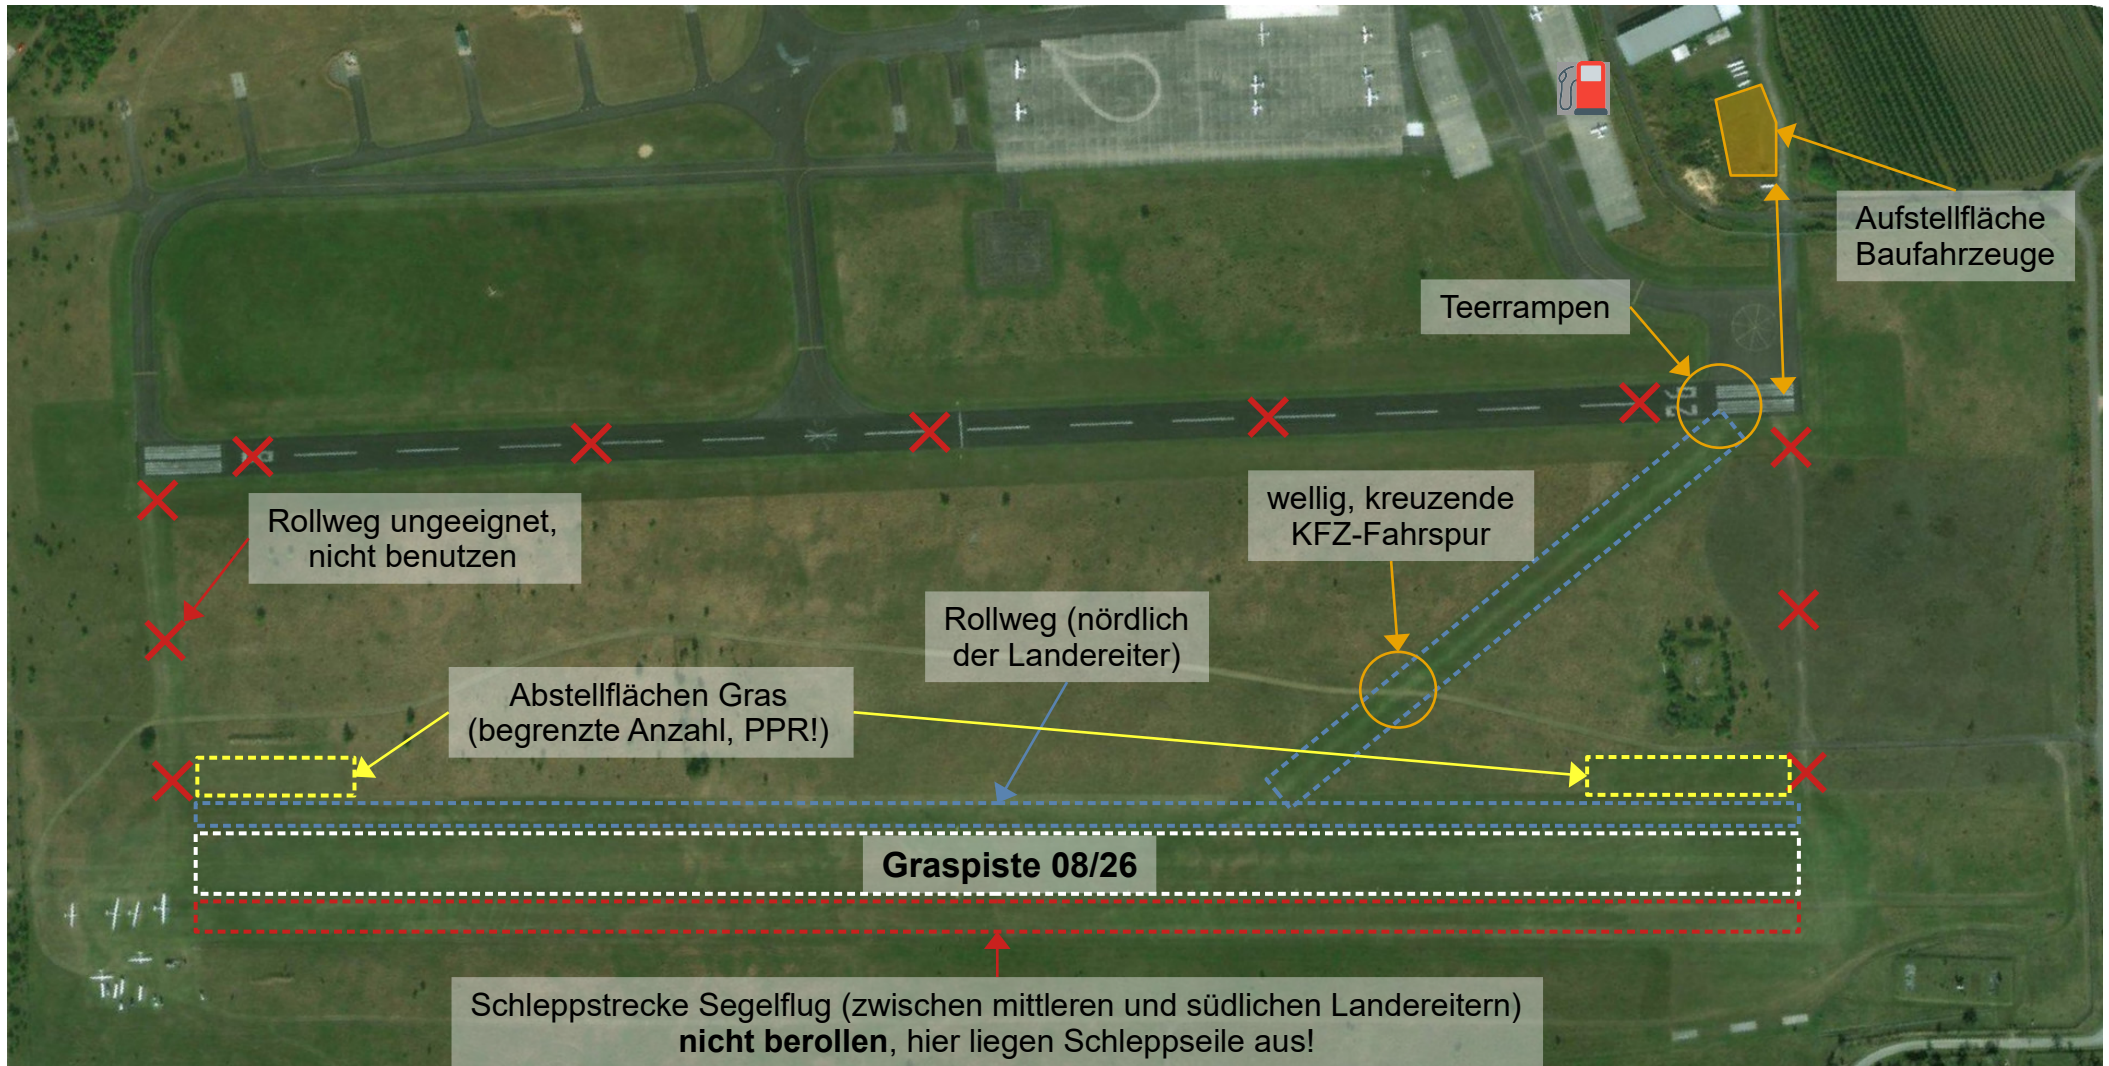 Aufstellfläche
Baufahrzeuge
Teerrampen
wellig, kreuzende
KFZ-Fahrspur
Rollweg ungeeignet,
nicht benutzen
Rollweg (nördlich
der Landereiter)
Abstellflächen Gras
(begrenzte Anzahl, PPR!)
Graspiste 08/26
Schleppstrecke Segelflug (zwischen mittleren und südlichen Landereitern)
nicht berollen, hier liegen Schleppseile aus!